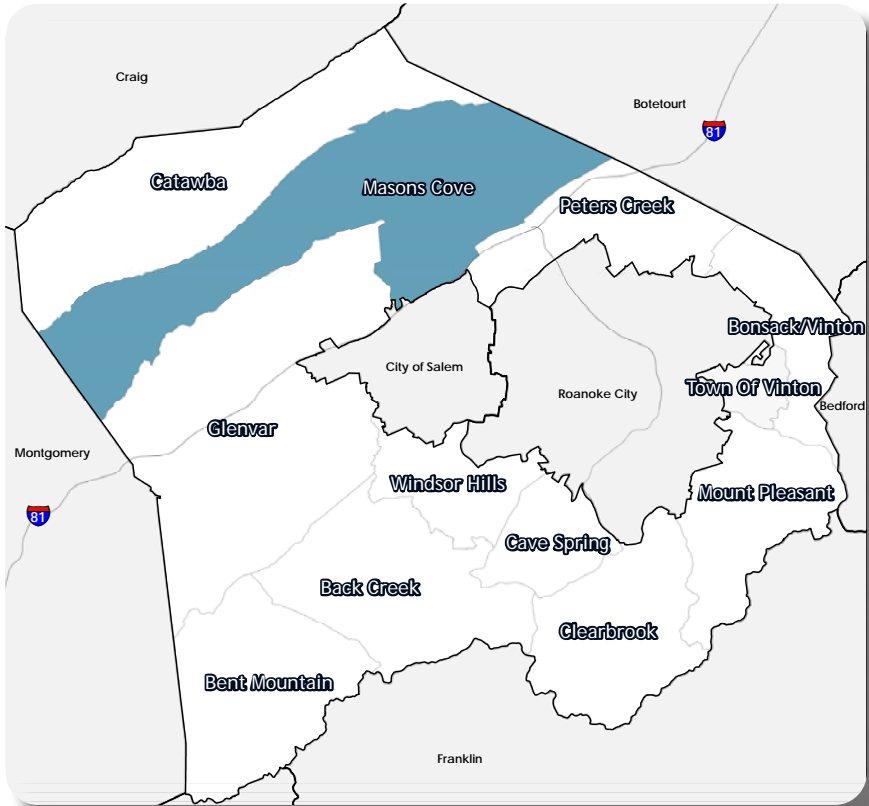 Craig
Botetourt
81
Catawba
Masons Cove
Peters Creek
Bonsack/Vinton
City of Salem
Roanoke City
Town Of Vinton
Bedford
Glenvar
Montgomery
Windsor Hills
Mount Pleasant
81
Cave Spring
Back Creek
Clearbrook
Bent Mountain
Franklin